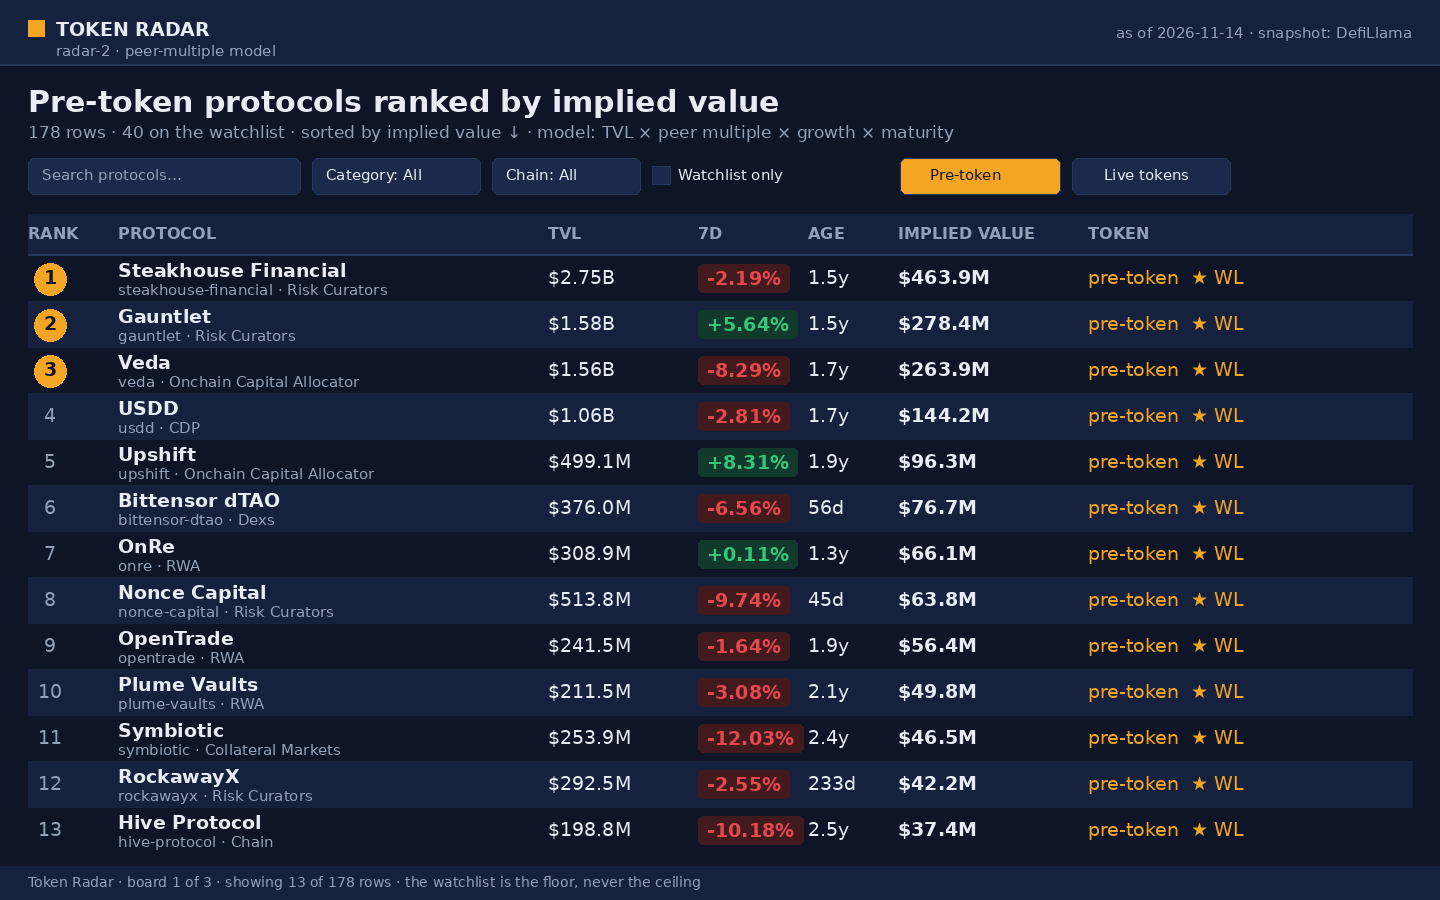 TOKEN RADAR
radar-2 · peer-multiple model
as of 2026-11-14 · snapshot: DefiLlama
Pre-token protocols ranked by implied value
178 rows · 40 on the watchlist · sorted by implied value ↓ · model: TVL × peer multiple × growth × maturity
Search protocols... Category: All Chain: All Watchlist only Pre-token Live tokens
RANK PROTOCOL TVL 7D AGE IMPLIED VALUE TOKEN
1 Steakhouse Financial $2.75B -2.19% 1.5y $463.9M pre-token ★ WL
steakhouse-financial · Risk Curators
2 Gauntlet $1.58B +5.64% 1.5y $278.4M pre-token ★ WL
gauntlet · Risk Curators
3 Veda $1.56B -8.29% 1.7y $263.9M pre-token ★ WL
veda · Onchain Capital Allocator
4 USDD $1.06B -2.81% 1.7y $144.2M pre-token ★ WL
usdd · CDP
5 Upshift $499.1M +8.31% 1.9y $96.3M pre-token ★ WL
upshift · Onchain Capital Allocator
6 Bittensor dTAO $376.0M -6.56% 56d $76.7M pre-token ★ WL
bittensor-dtao · Dexs
7 OnRe $308.9M +0.11% 1.3y $66.1M pre-token ★ WL
onre · RWA
8 Nonce Capital $513.8M -9.74% 45d $63.8M pre-token ★ WL
nonce-capital · Risk Curators
9 OpenTrade $241.5M -1.64% 1.9y $56.4M pre-token ★ WL
opentrade · RWA
10 Plume Vaults $211.5M -3.08% 2.1y $49.8M pre-token ★ WL
plume-vaults · RWA
11 Symbiotic $253.9M -12.03% 2.4y $46.5M pre-token ★ WL
symbiotic · Collateral Markets
12 RockawayX $292.5M -2.55% 233d $42.2M pre-token ★ WL
rockawayx · Risk Curators
13 Hive Protocol $198.8M -10.18% 2.5y $37.4M pre-token ★ WL
hive-protocol · Chain
Token Radar · board 1 of 3 · showing 13 of 178 rows · the watchlist is the floor, never the ceiling